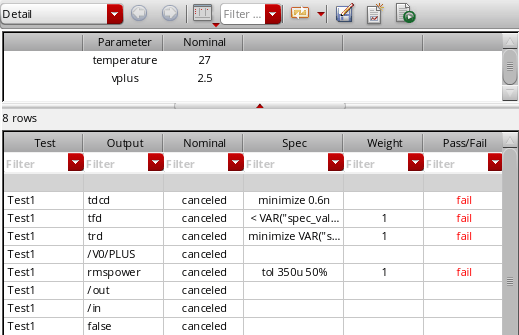 Detail Filter ...
Parameter Nominal
temperature 27
vplus 2.5
8 rows
Test Output Nominal Spec Weight Pass/Fail
Filter Filter Filter Filter Filter Filter
Test1 tdcd canceled minimize 0.6n fail
Test1 tfd canceled < VAR("spec_val... 1 fail
Test1 trd canceled minimize VAR("s... 1 fail
Test1 /V0/PLUS canceled
Test1 rmspower canceled tol 350u 50% 1 fail
Test1 /out canceled
Test1 /in canceled
Test1 false canceled